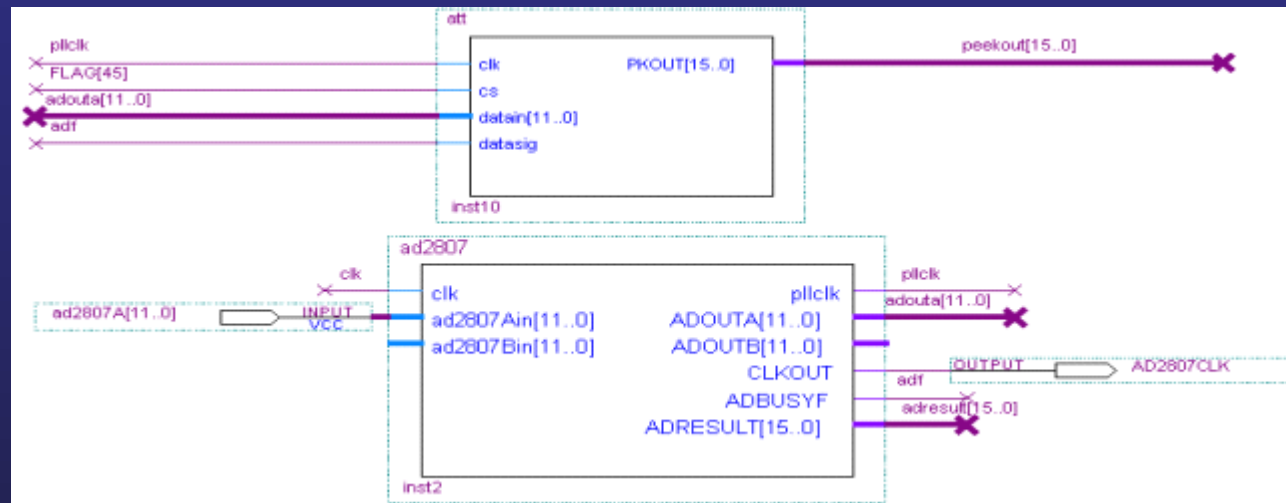 att
pllclk
clk
PKOUT[15..0]
peekout[15..0]
FLAG[45]
cs
adouta[11..0]
datain[11..0]
adf
datasig
inst10
ad2807
clk
clk
pllclk
pllclk
ad2807A[11..0]
INPUT
VCC
ad2807Ain[11..0]
ADOUTA[11..0]
adouta[11..0]
ad2807Bin[11..0]
ADOUTB[11..0]
CLKOUT
OUTPUT
AD2807CLK
adf
ADBUSYF
adresult[15..0]
ADRESULT[15..0]
inst2